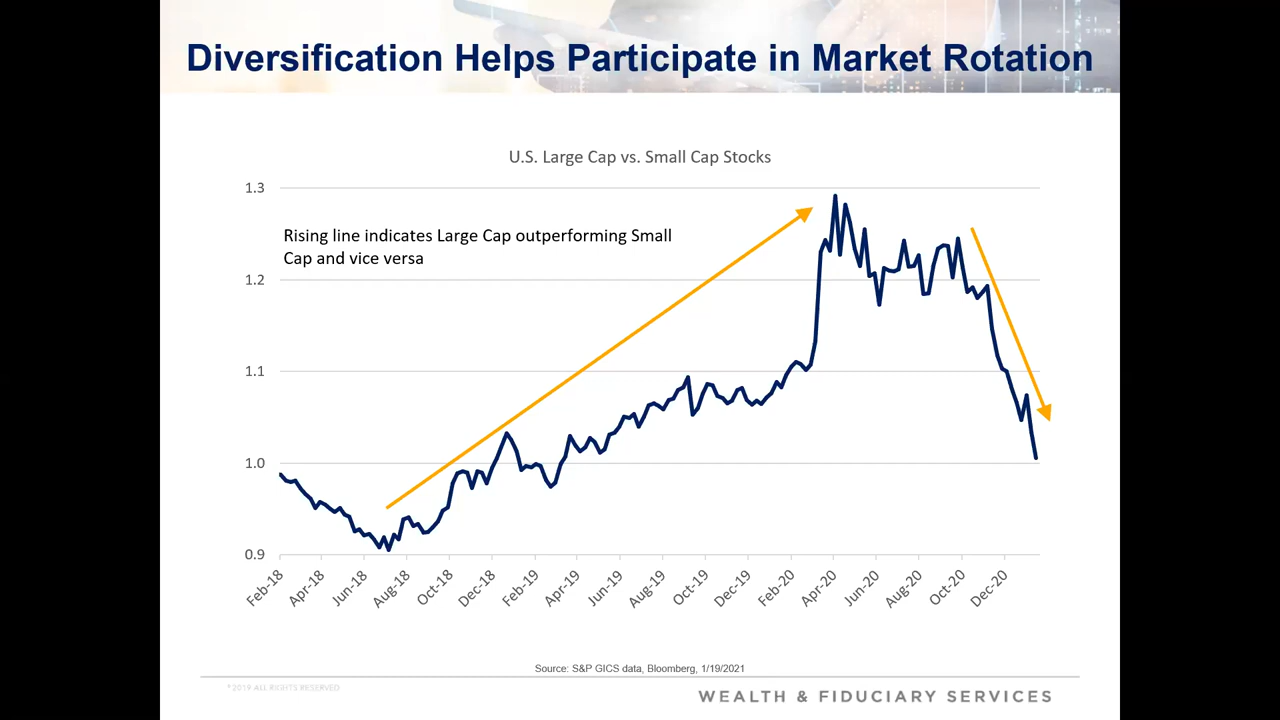 Diversification Helps Participate in Market Rotation
U.S. Large Cap vs. Small Cap Stocks
1.3
Rising line indicates Large Cap outperforming Small
Cap and vice versa
1.2
1.1
1.0
0.9
Feb-18
Apr-18
Jun-18
Aug-18
Oct-18
Dec-18
Feb-19
Apr-19
Jun-19
Aug-19
Oct-19
Dec-19
Feb-20
Apr-20
Jun-20
Aug-20
Oct-20
Dec-20
Source: S&P GICS data, Bloomberg, 1/19/2021
©2019 ALL RIGHTS RESERVED
WEALTH & FIDUCIARY SERVICES